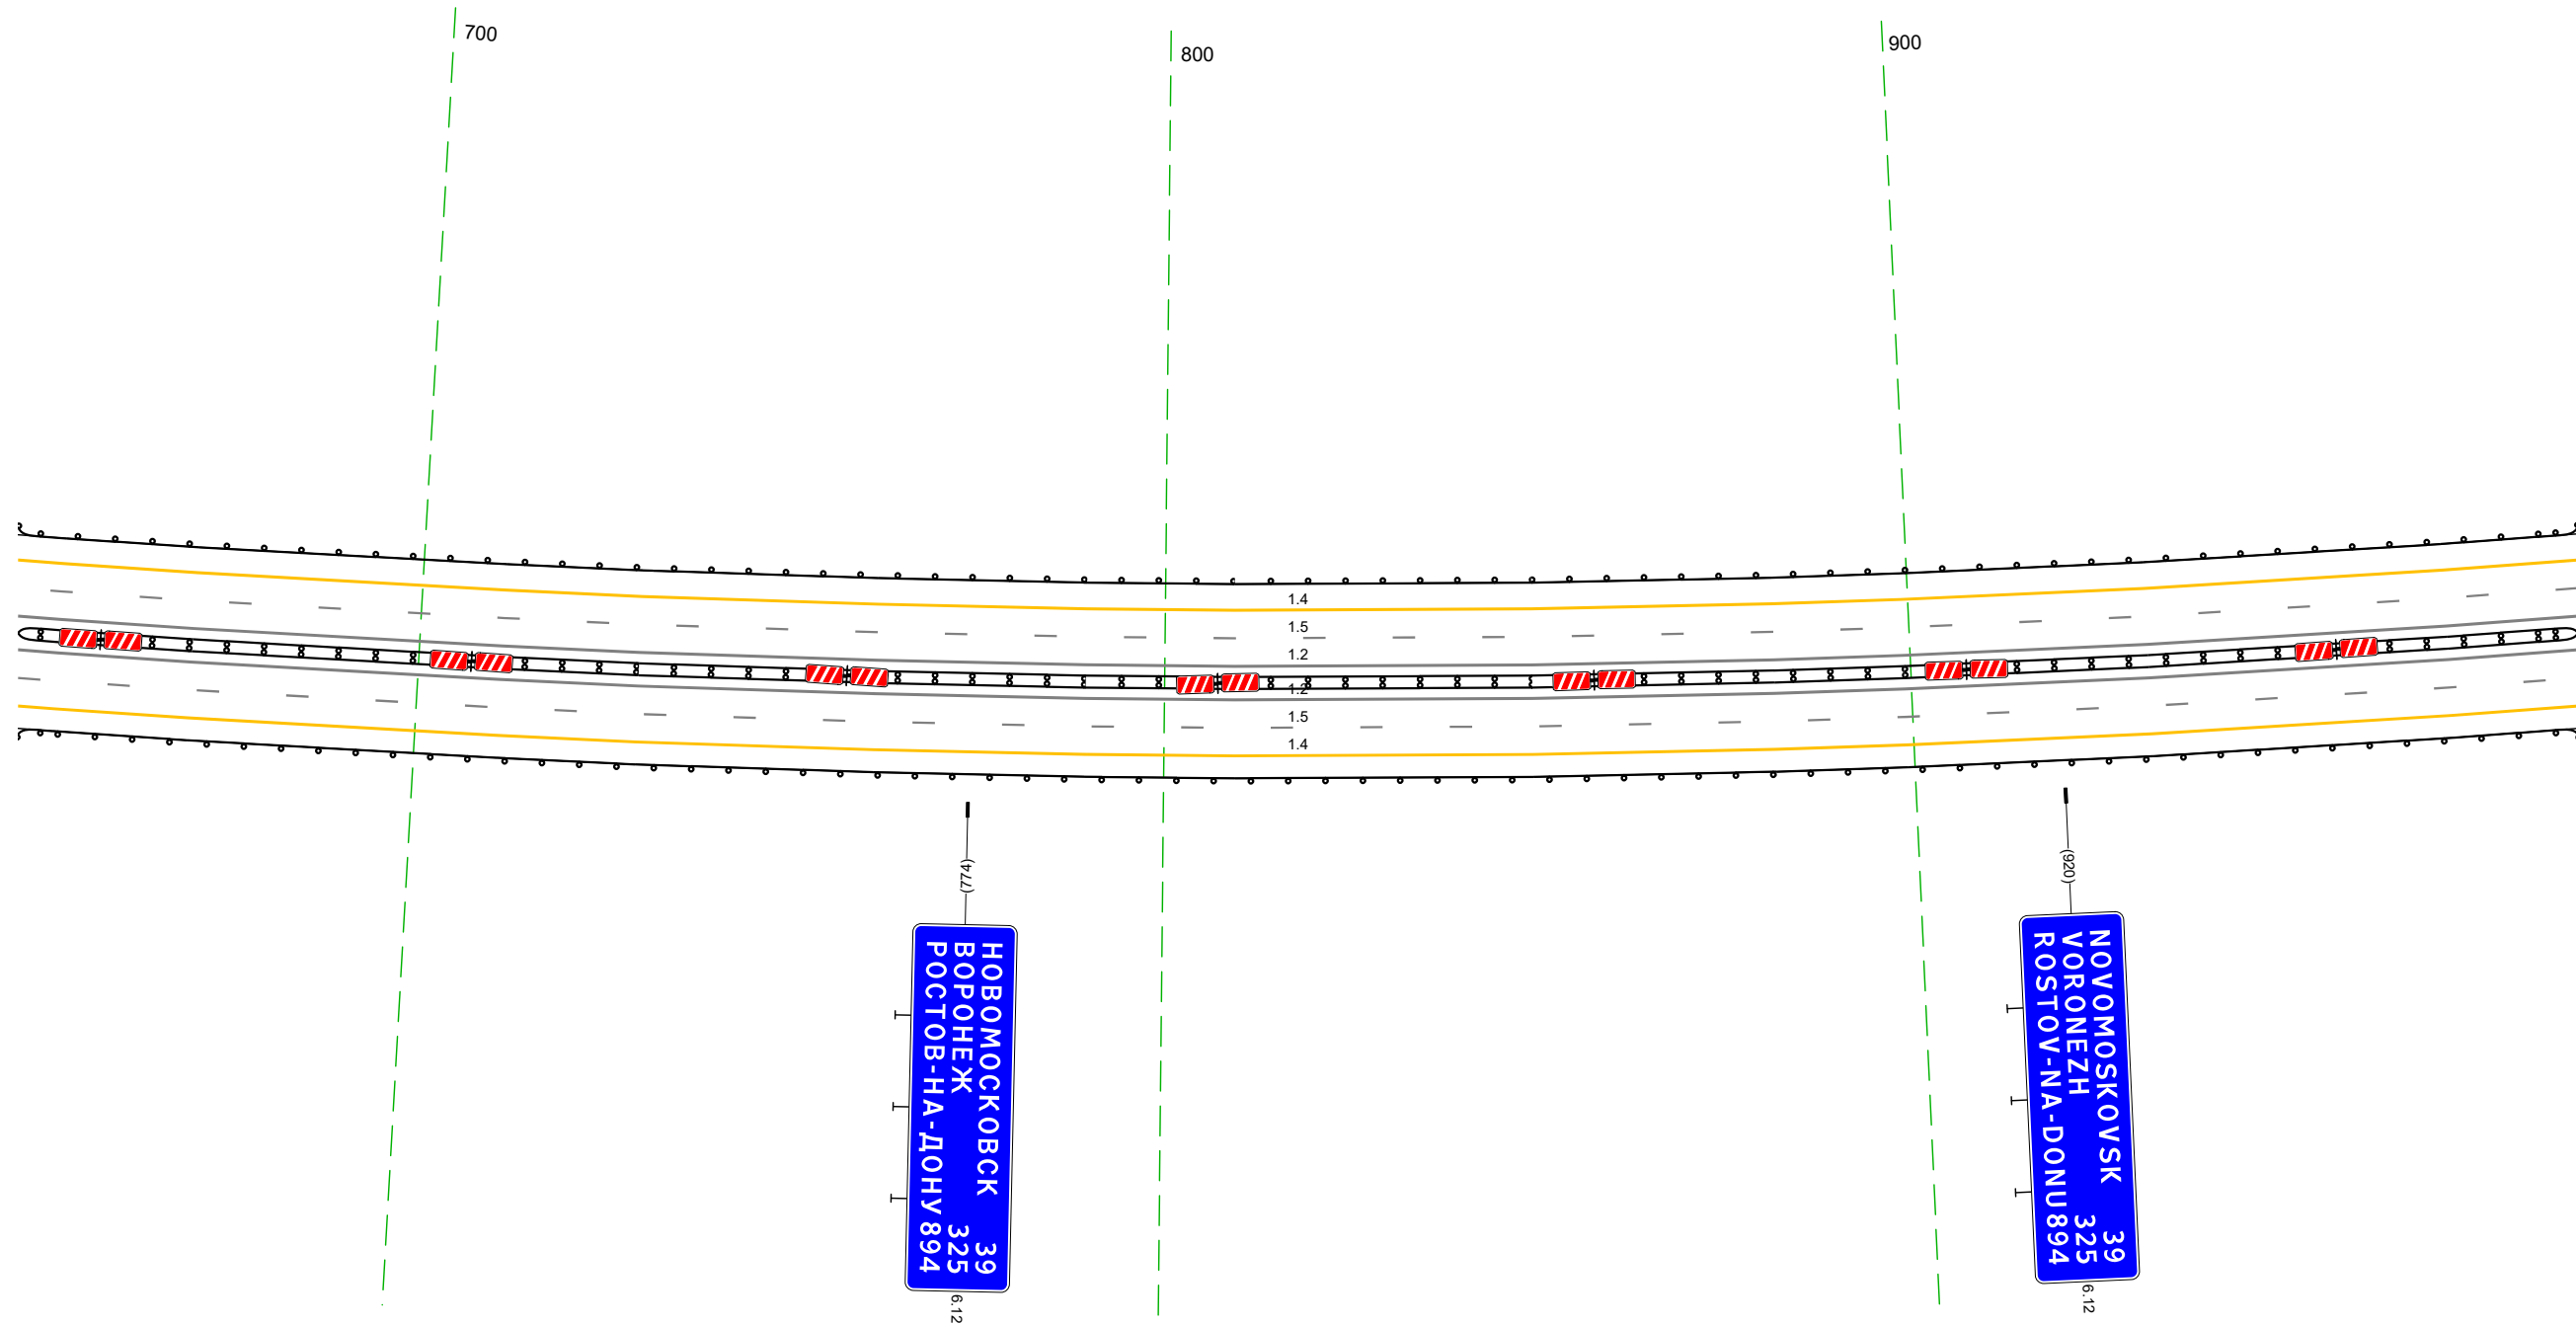 700
800
900
1.4
1.5
1.2
1.2
1.5
1.4
(774)
НОВОМОСКОВСК 39
ВОРОНЕЖ 325
РОСТОВ-НА-ДОНУ 894
6.12
(920)
NOVOMOSKOVSK 39
VORONEZH 325
ROSTOV-NA-DONU 894
6.12